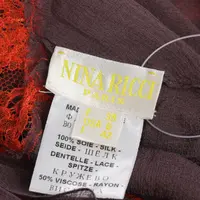 NINA RICCI
PARIS
100% SOIE - SILK -
SEIDE - ШЕЛК
DENTELLE - LACE -
SPITZE -
КРУЖЕВО
50% VISCOSE - RAYON -